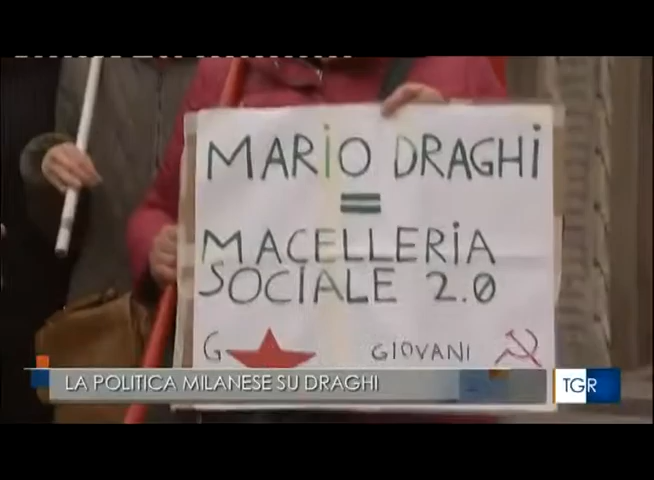 MARIO DRAGHI
=
MACELLERIA
SOCIALE 2.0
G GIOVANI
LA POLITICA MILANESE SU DRAGHI
TGR